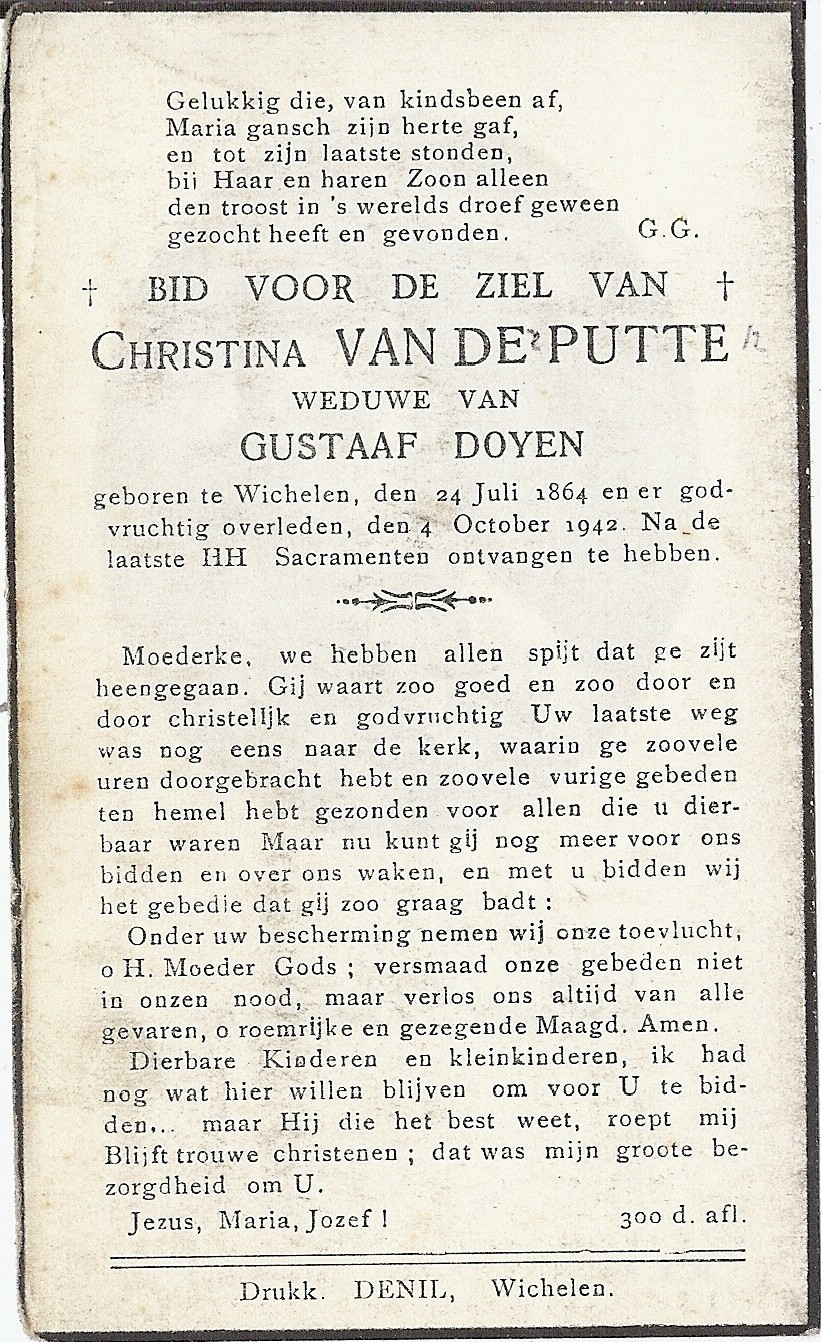 Gelukkig die, van kindsbeen af,
Maria gansch zijn herte gaf,
en tot zijn laatste stonden,
bij Haar en haren Zoon alleen
den troost in 's werelds droef geween
gezocht heeft en gevonden. G.G.
† BID VOOR DE ZIEL VAN †
CHRISTINA VAN DE PUTTE
WEDUWE VAN
GUSTAAF DOYEN
geboren te Wichelen, den 24 Juli 1864 en er god-
vruchtig overleden, den 4 October 1942. Na de
laatste HH Sacramenten ontvangen te hebben.
Moederke, we hebben allen spijt dat ge zijt
heengegaan. Gij waart zoo goed en zoo door en
door christelijk en godvruchtig Uw laatste weg
was nog eens naar de kerk, waarin ge zoovele
uren doorgebracht hebt en zoovele vurige gebeden
ten hemel hebt gezonden voor allen die u dier-
baar waren Maar nu kunt gij nog meer voor ons
bidden en over ons waken, en met u bidden wij
het gebedje dat gij zoo graag badt :
Onder uw bescherming nemen wij onze toevlucht,
o H. Moeder Gods ; versmaad onze gebeden niet
in onzen nood, maar verlos ons altijd van alle
gevaren, o roemrijke en gezegende Maagd. Amen.
Dierbare Kinderen en kleinkinderen, ik had
nog wat hier willen blijven om voor U te bid-
den... maar Hij die het best weet, roept mij
Blijft trouwe christenen ; dat was mijn groote be-
zorgdheid om U.
Jezus, Maria, Jozef ! 300 d. afl.
Drukk. DENIL, Wichelen.